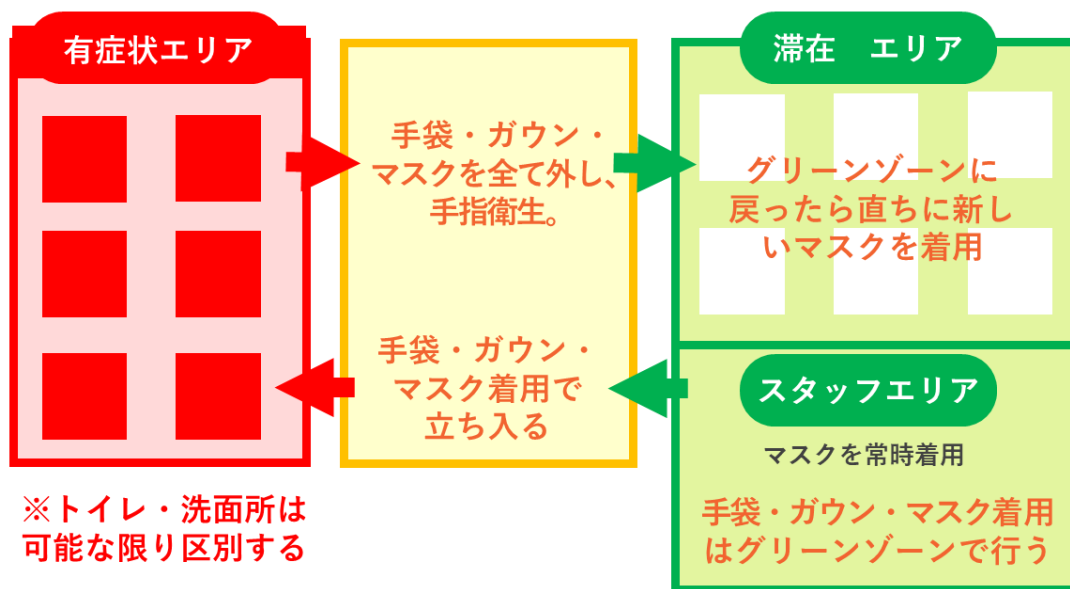 有症状エリア
手袋・ガウン・
マスクを全て外し、
手指衛生。
滞在　エリア
グリーンゾーンに
戻ったら直ちに新し
いマスクを着用
手袋・ガウン・
マスク着用で
立ち入る
スタッフエリア
マスクを常時着用
手袋・ガウン・マスク着用
はグリーンゾーンで行う
※トイレ・洗面所は
可能な限り区別する